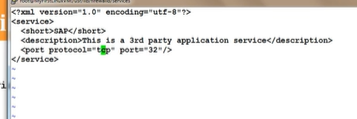 <?xml version="1.0" encoding="utf-8"?>
<service>
<short>SAP</short>
<description>This is a 3rd party application service</description>
<port protocol="tcp" port="32"/>
</service>
~
~
~
~
~